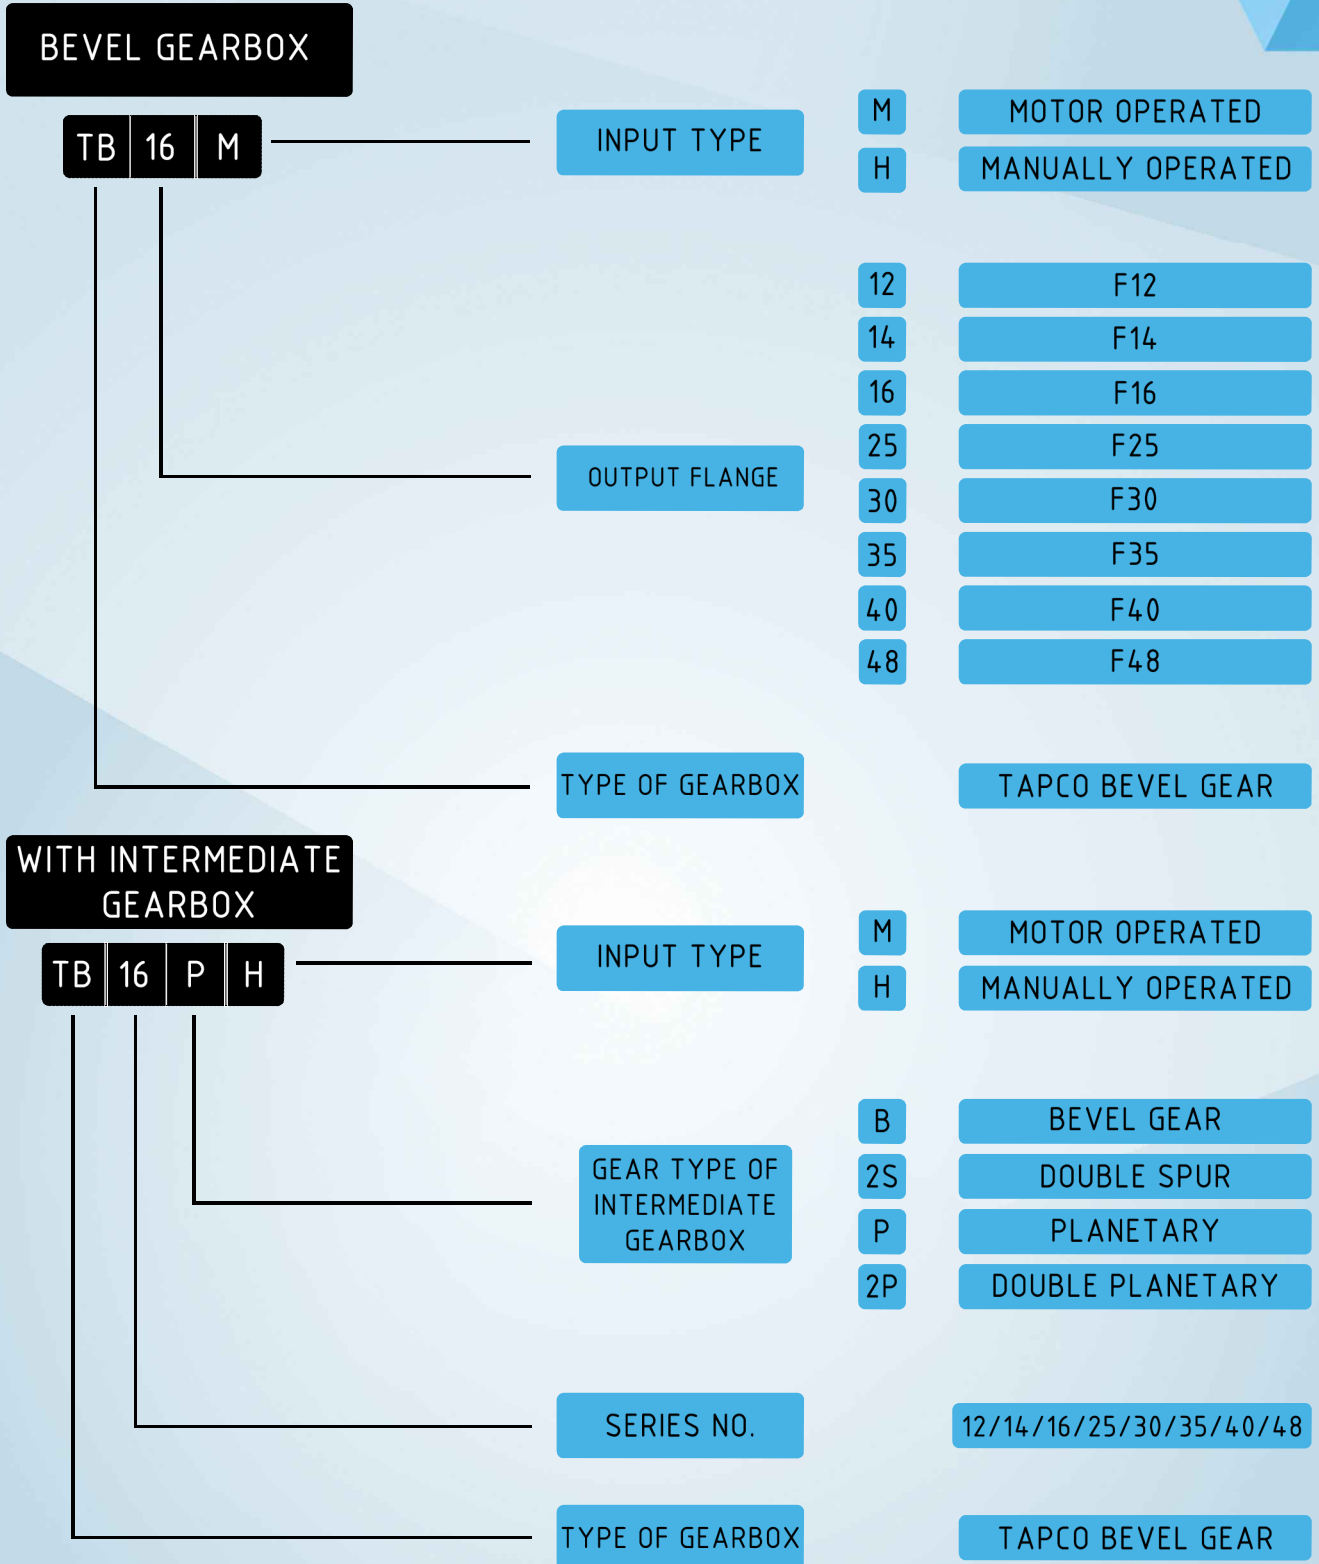 BEVEL GEARBOX
TB 16 M
INPUT TYPE
M MOTOR OPERATED
H MANUALLY OPERATED
12 F12
14 F14
16 F16
25 F25
30 F30
35 F35
40 F40
48 F48
OUTPUT FLANGE
TYPE OF GEARBOX TAPCO BEVEL GEAR
WITH INTERMEDIATE
GEARBOX
TB 16 P H
INPUT TYPE
M MOTOR OPERATED
H MANUALLY OPERATED
GEAR TYPE OF
INTERMEDIATE
GEARBOX
B BEVEL GEAR
2S DOUBLE SPUR
P PLANETARY
2P DOUBLE PLANETARY
SERIES NO. 12/14/16/25/30/35/40/48
TYPE OF GEARBOX TAPCO BEVEL GEAR